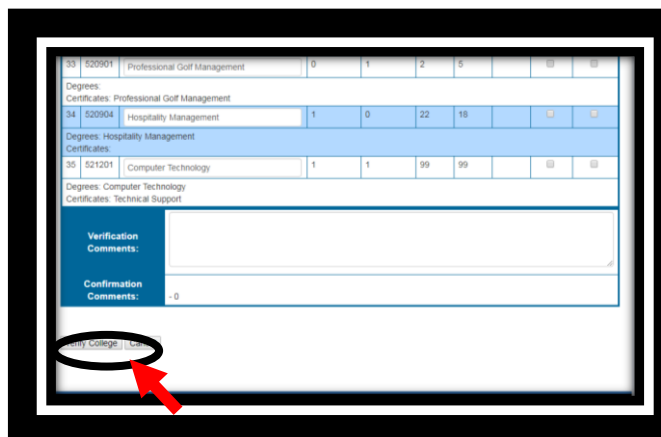 33 520901 Professional Golf Management 0 1 2 5
Degrees:
Certificates: Professional Golf Management
34 520904 Hospitality Management 1 0 22 18
Degrees: Hospitality Management
Certificates:
35 521201 Computer Technology 1 1 99 99
Degrees: Computer Technology
Certificates: Technical Support
Verification
Comments:
Confirmation
Comments:
- 0
College